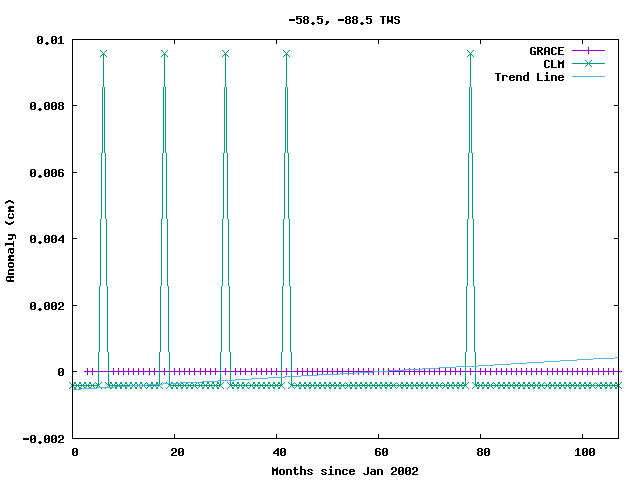 -58.5, -88.5 TWS
0.01
0.008
0.006
0.004
0.002
0
-0.002
Anomaly (cm)
GRACE
CLM
Trend Line
0 20 40 60 80 100
Months since Jan 2002